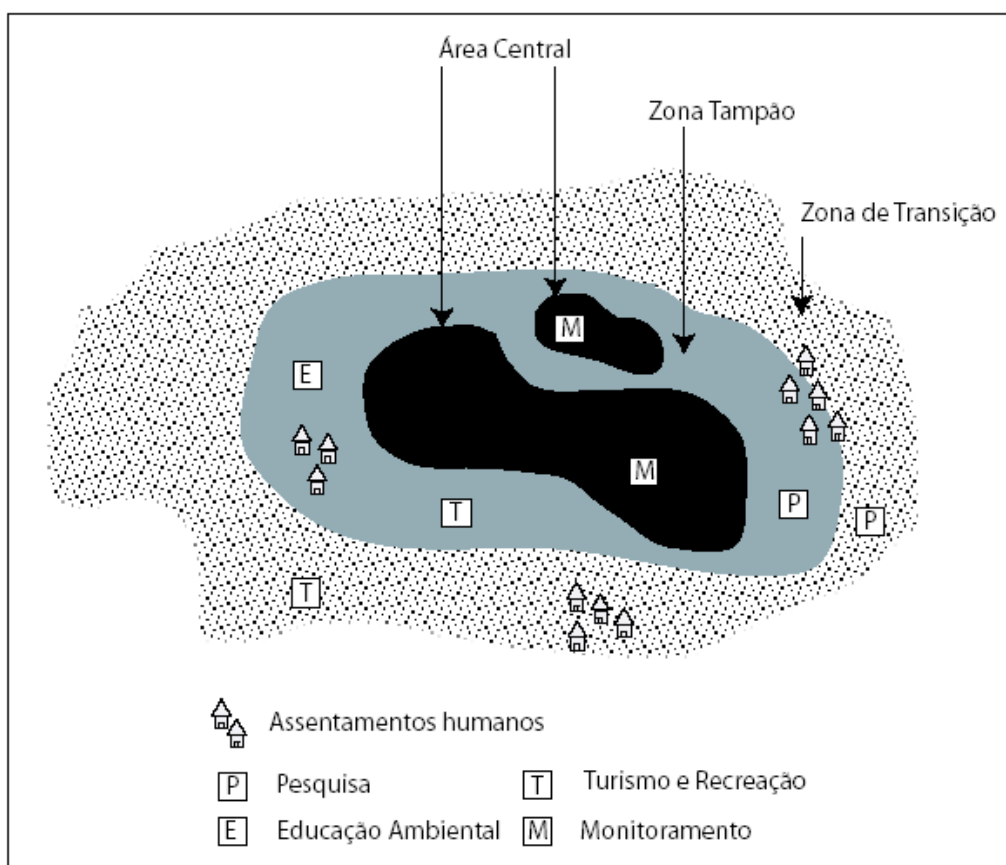 Área Central
Zona Tampão
Zona de Transição
M
E
M
T
P
P
T
Assentamentos humanos
P Pesquisa
T Turismo e Recreação
E Educação Ambiental
M Monitoramento